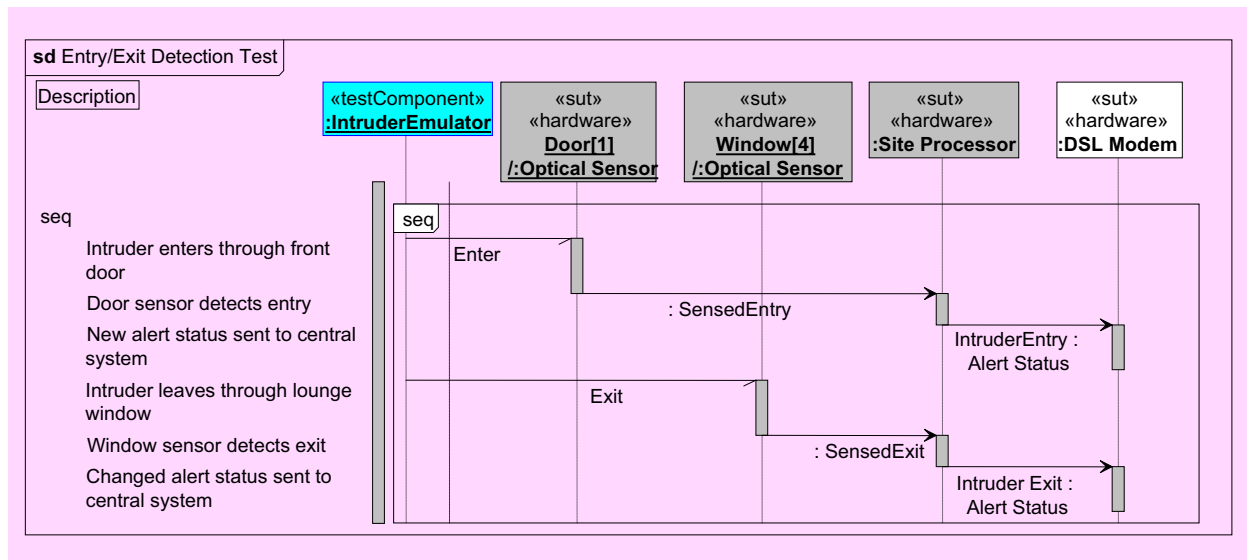 sd Entry/Exit Detection Test
Description
«testComponent»
:IntruderEmulator
«sut»
«hardware»
Door[1]
/:Optical Sensor
«sut»
«hardware»
Window[4]
/:Optical Sensor
«sut»
«hardware»
:Site Processor
«sut»
«hardware»
:DSL Modem
seq
Intruder enters through front
door
Door sensor detects entry
New alert status sent to central
system
Intruder leaves through lounge
window
Window sensor detects exit
Changed alert status sent to
central system
seq
Enter
: SensedEntry
IntruderEntry :
Alert Status
Exit
: SensedExit
Intruder Exit :
Alert Status